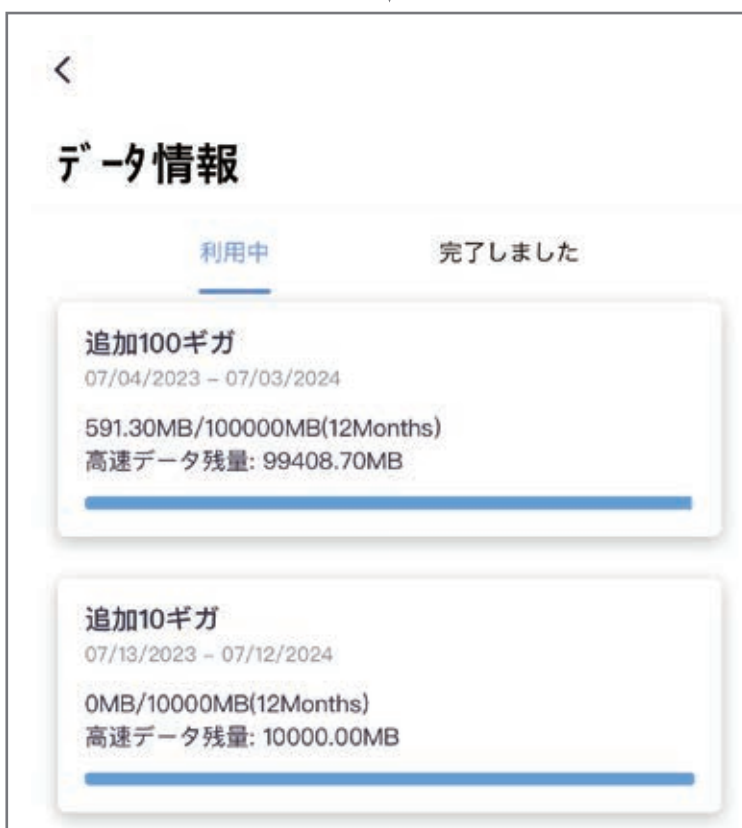 データ情報
利用中 完了しました
追加100ギガ
07/04/2023 – 07/03/2024
591.30MB/100000MB(12Months)
高速データ残量: 99408.70MB
追加10ギガ
07/13/2023 – 07/12/2024
0MB/10000MB(12Months)
高速データ残量: 10000.00MB